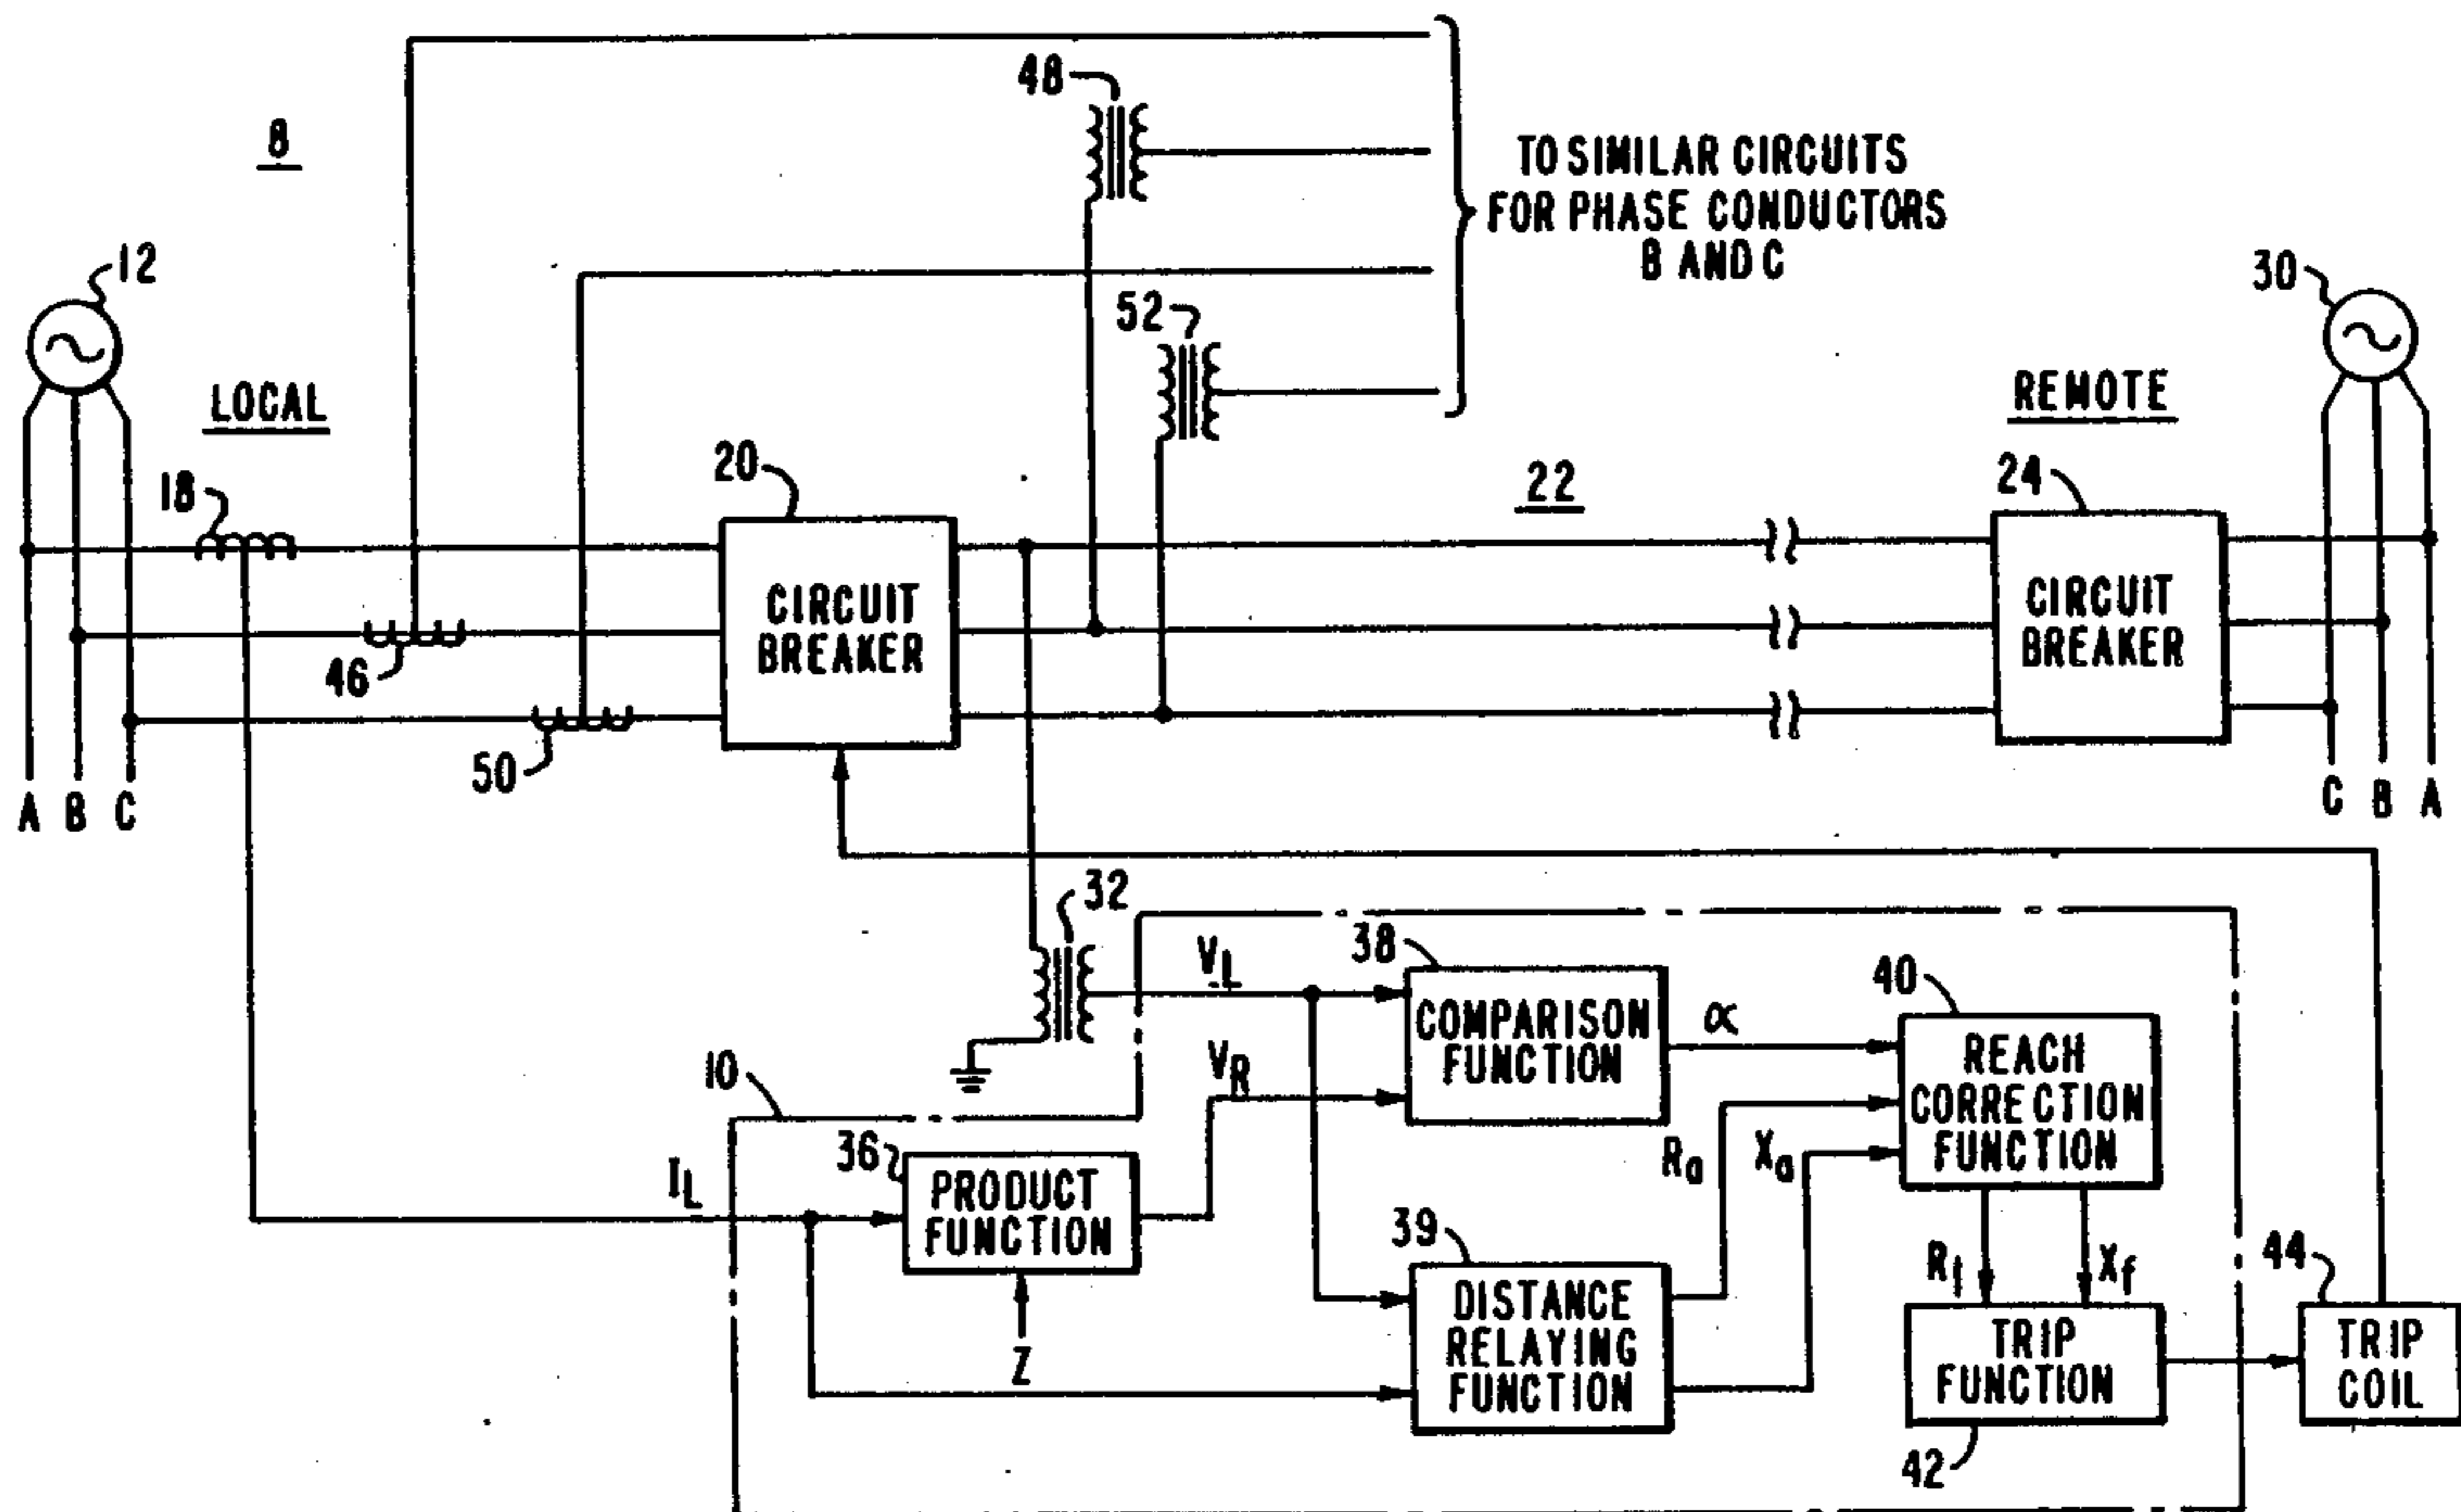 8
48
TO SIMILAR CIRCUITS
FOR PHASE CONDUCTORS
B AND C
12
30
52
LOCAL
REMOTE
18
20
22
24
CIRCUIT
BREAKER
CIRCUIT
BREAKER
46
50
A B C
C B A
32
38
V_L
40
COMPARISON
FUNCTION
α
REACH
CORRECTION
FUNCTION
10
V_R
36
R_a
X_a
I_L
PRODUCT
FUNCTION
39
Z
DISTANCE
RELAYING
FUNCTION
R_f
X_f
44
TRIP
FUNCTION
TRIP
COIL
42